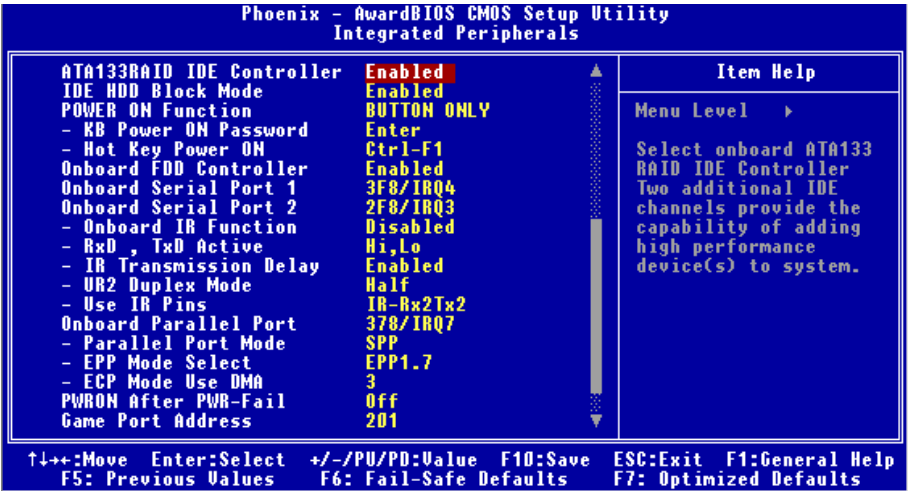 Phoenix - AwardBIOS CMOS Setup Utility
Integrated Peripherals
ATA133RAID IDE Controller Enabled
IDE HDD Block Mode Enabled
POWER ON Function BUTTON ONLY
- KB Power ON Password Enter
- Hot Key Power ON Ctrl-F1
Onboard FDD Controller Enabled
Onboard Serial Port 1 3F8/IRQ4
Onboard Serial Port 2 2F8/IRQ3
- Onboard IR Function Disabled
- RxD , TxD Active Hi,Lo
- IR Transmission Delay Enabled
- UR2 Duplex Mode Half
- Use IR Pins IR-Rx2Tx2
Onboard Parallel Port 378/IRQ7
- Parallel Port Mode SPP
- EPP Mode Select EPP1.7
- ECP Mode Use DMA 3
PWRON After PWR-Fail Off
Game Port Address 201
Item Help
Menu Level
Select onboard ATA133
RAID IDE Controller
Two additional IDE
channels provide the
capability of adding
high performance
device(s) to system.
↑↓→←:Move Enter:Select +/-/PU/PD:Value F10:Save ESC:Exit F1:General Help
F5: Previous Values F6: Fail-Safe Defaults F7: Optimized Defaults